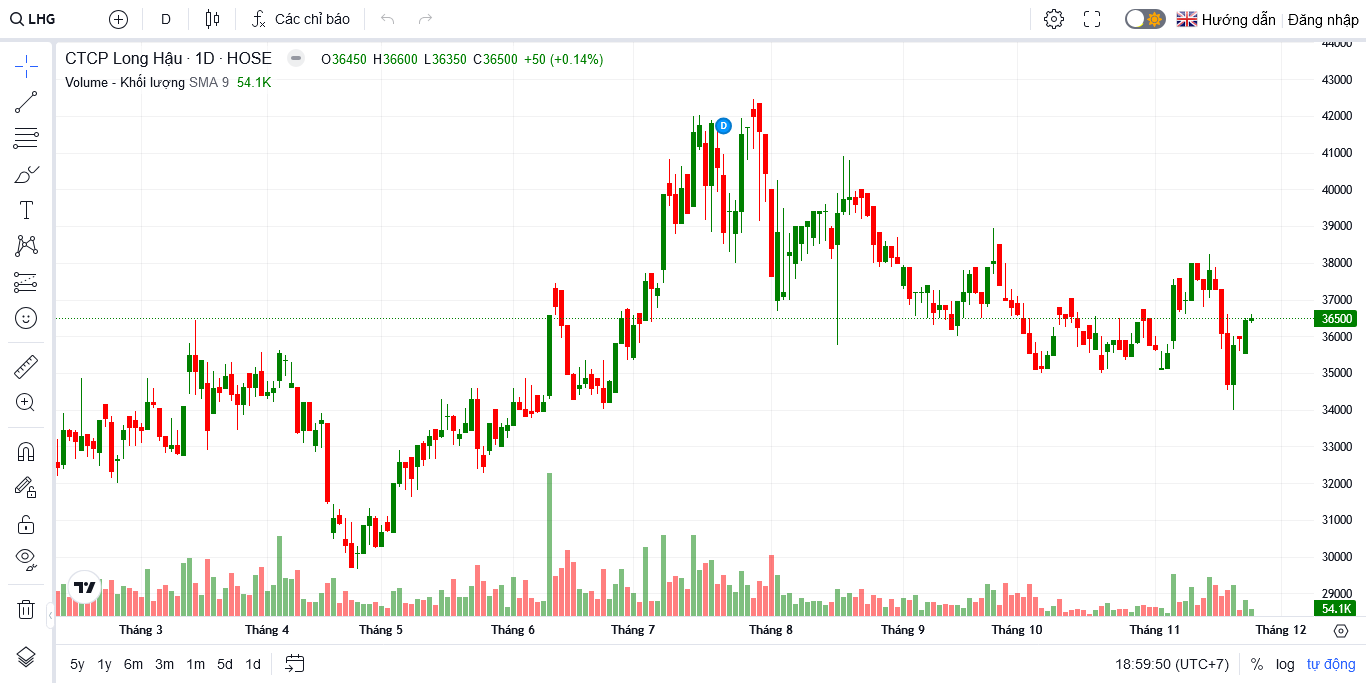 LHG D Các chỉ báo Hướng dẫn Đăng nhập
CTCP Long Hậu · 1D · HOSE O36450 H36600 L36350 C36500 +50 (+0.14%)
Volume - Khối lượng SMA 9 54.1K
D
44000
43000
42000
41000
40000
39000
38000
37000
36500
36000
35000
34000
33000
32000
31000
30000
29000
54.1K
Tháng 3 Tháng 4 Tháng 5 Tháng 6 Tháng 7 Tháng 8 Tháng 9 Tháng 10 Tháng 11 Tháng 12
5y 1y 6m 3m 1m 5d 1d 18:59:50 (UTC+7) % log tự động